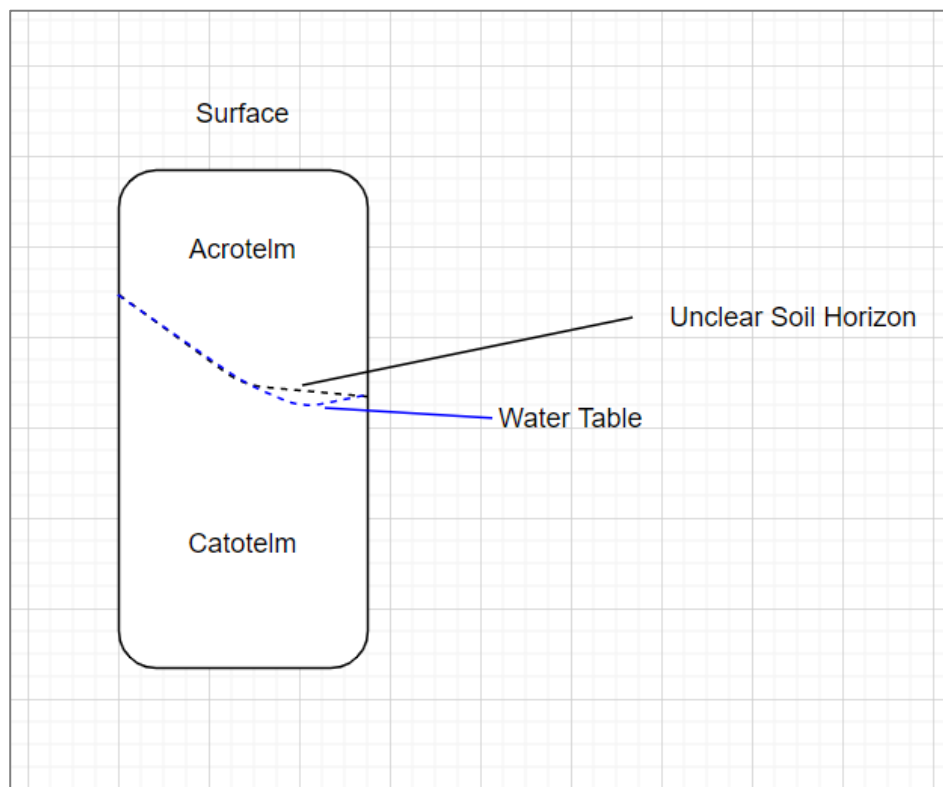 Surface
Acrotelm
Unclear Soil Horizon
Water Table
Catotelm